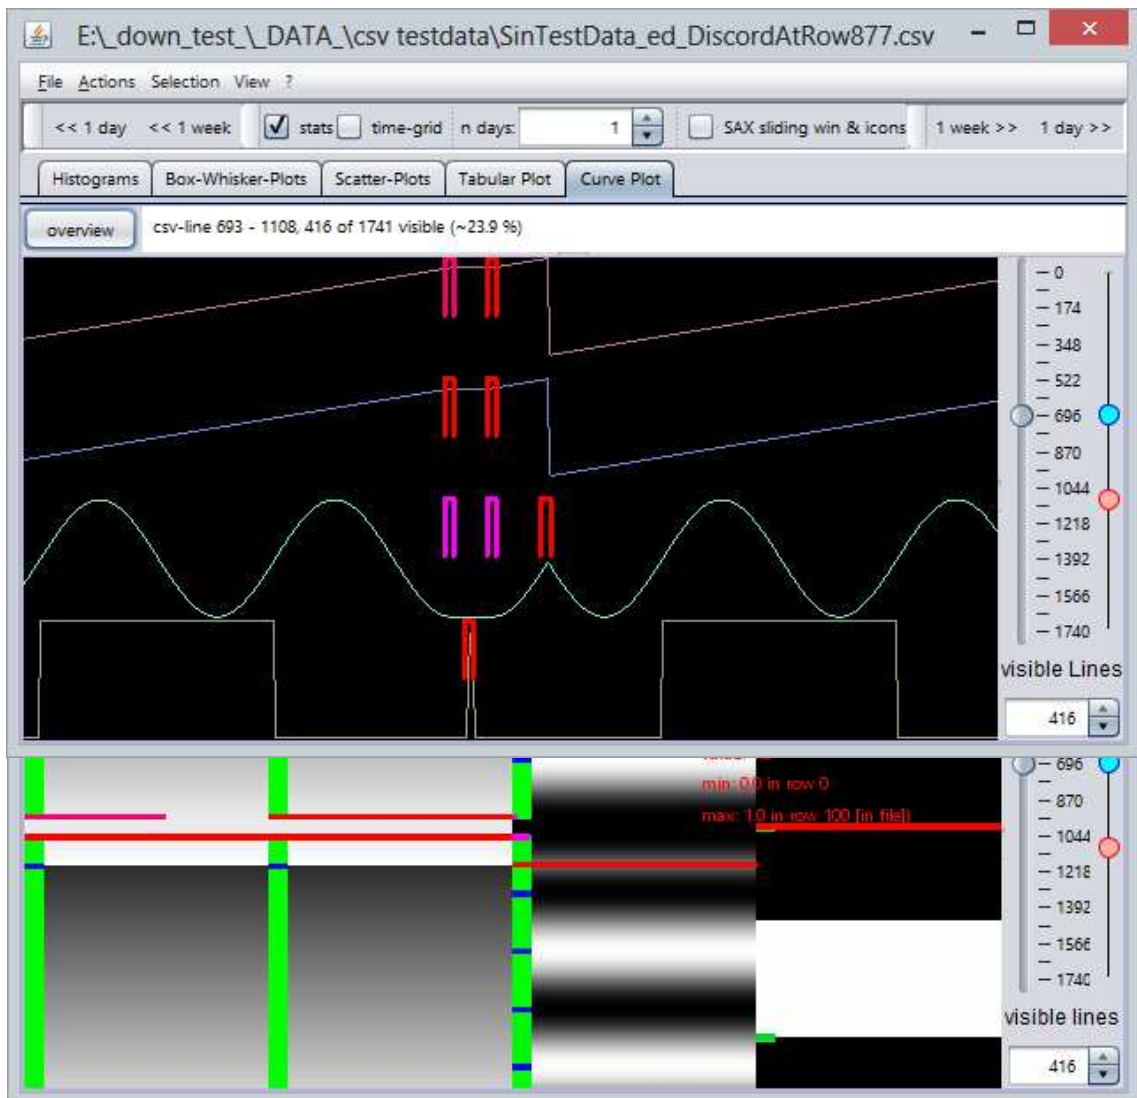 E:\_down_test_\_DATA_\csv testdata\SinTestData_ed_DiscordAtRow877.csv
File Actions Selection View ?
<< 1 day << 1 week stats time-grid n days: 1 SAX sliding win & icons 1 week >> 1 day >>
Histograms Box-Whisker-Plots Scatter-Plots Tabular Plot Curve Plot
overview csv-line 693 - 1108, 416 of 1741 visible (~23.9 %)
0
174
348
522
696
870
1044
1218
1392
1566
1740
visible Lines
416
696
min: 0.0 in row 0
870
max: 1.0 in row 100 [in file])
1044
1218
1392
1566
1740
visible lines
416